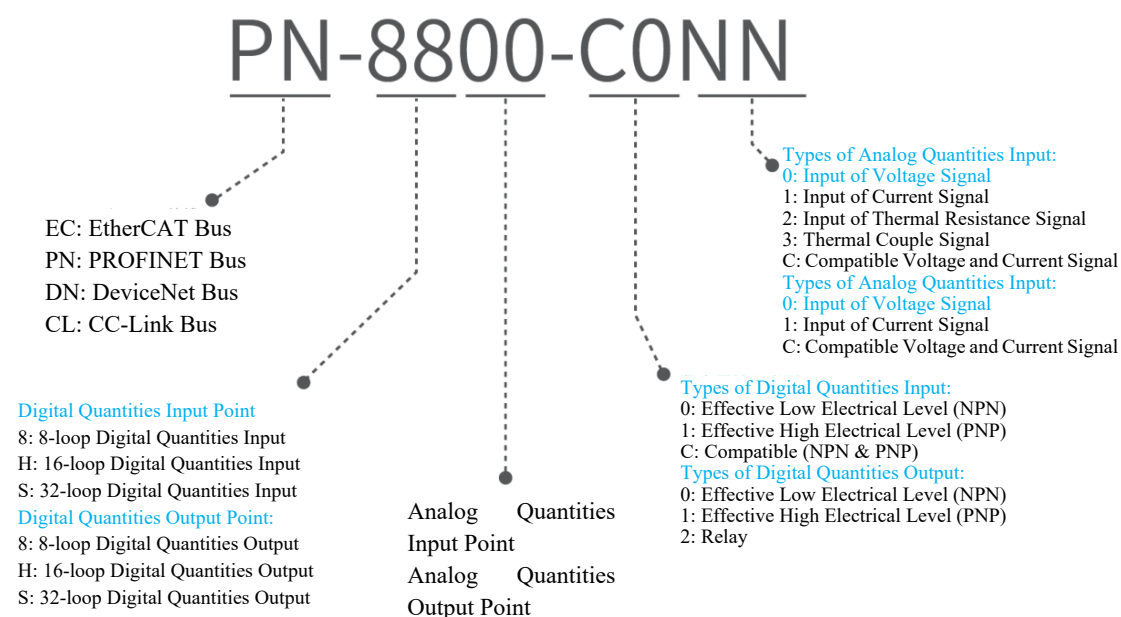 PN-8800-C0NN
EC: EtherCAT Bus
PN: PROFINET Bus
DN: DeviceNet Bus
CL: CC-Link Bus
Digital Quantities Input Point
8: 8-loop Digital Quantities Input
H: 16-loop Digital Quantities Input
S: 32-loop Digital Quantities Input
Digital Quantities Output Point:
8: 8-loop Digital Quantities Output
H: 16-loop Digital Quantities Output
S: 32-loop Digital Quantities Output
Analog Quantities
Input Point
Analog Quantities
Output Point
Types of Digital Quantities Input:
0: Effective Low Electrical Level (NPN)
1: Effective High Electrical Level (PNP)
C: Compatible (NPN & PNP)
Types of Digital Quantities Output:
0: Effective Low Electrical Level (NPN)
1: Effective High Electrical Level (PNP)
2: Relay
Types of Analog Quantities Input:
0: Input of Voltage Signal
1: Input of Current Signal
2: Input of Thermal Resistance Signal
3: Thermal Couple Signal
C: Compatible Voltage and Current Signal
Types of Analog Quantities Input:
0: Input of Voltage Signal
1: Input of Current Signal
C: Compatible Voltage and Current Signal